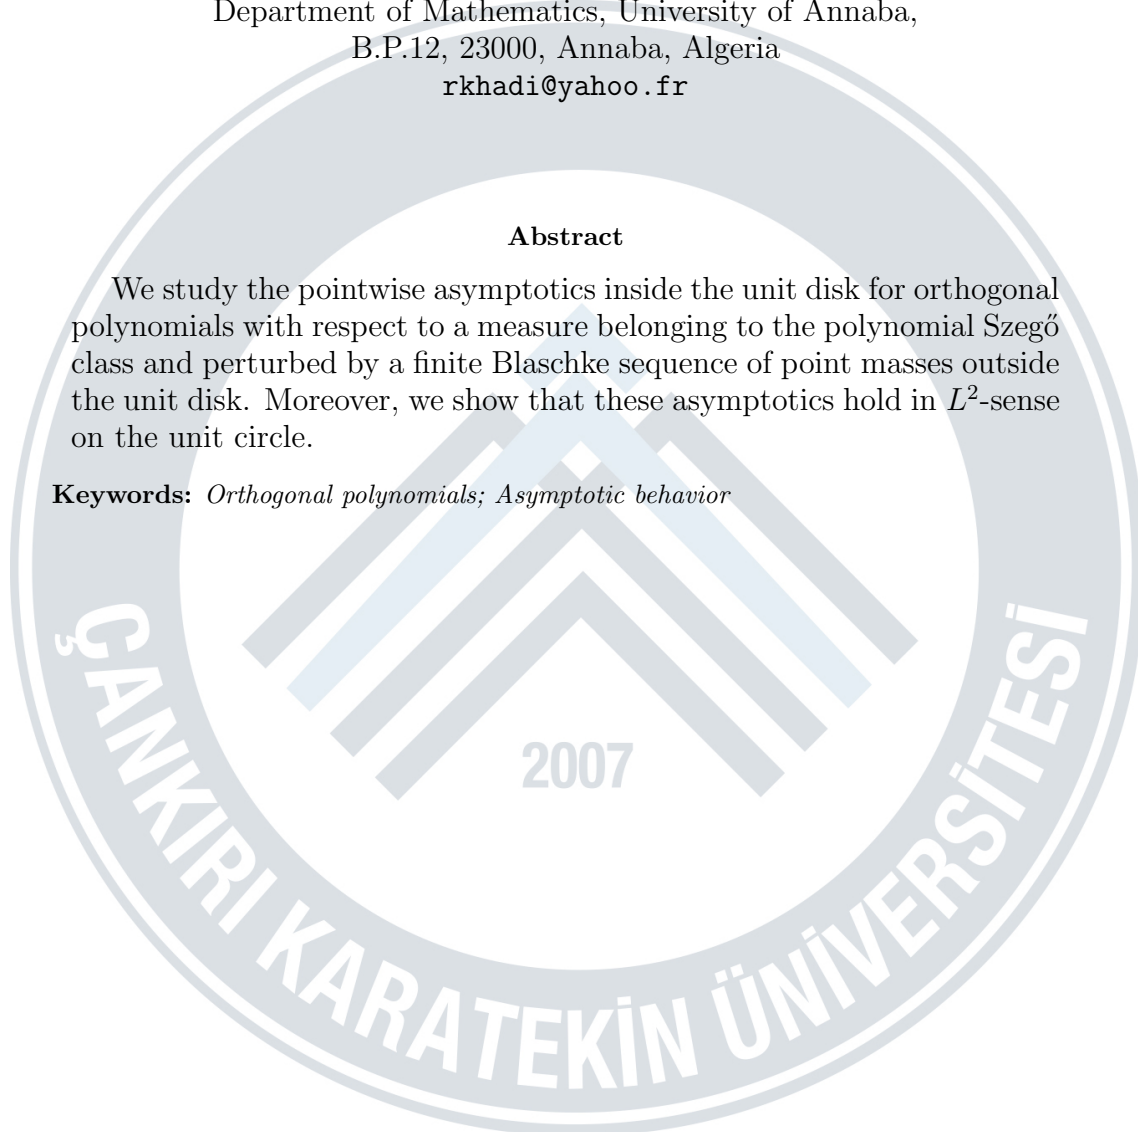 Department of Mathematics, University of Annaba,
B.P.12, 23000, Annaba, Algeria
rkhadi@yahoo.fr
Abstract
We study the pointwise asymptotics inside the unit disk for orthogonal
polynomials with respect to a measure belonging to the polynomial Szegő
class and perturbed by a finite Blaschke sequence of point masses outside
the unit disk. Moreover, we show that these asymptotics hold in L²-sense
on the unit circle.
Keywords: Orthogonal polynomials; Asymptotic behavior
2007
ÇANKIRI KARATEKİN ÜNİVERSİTESİ